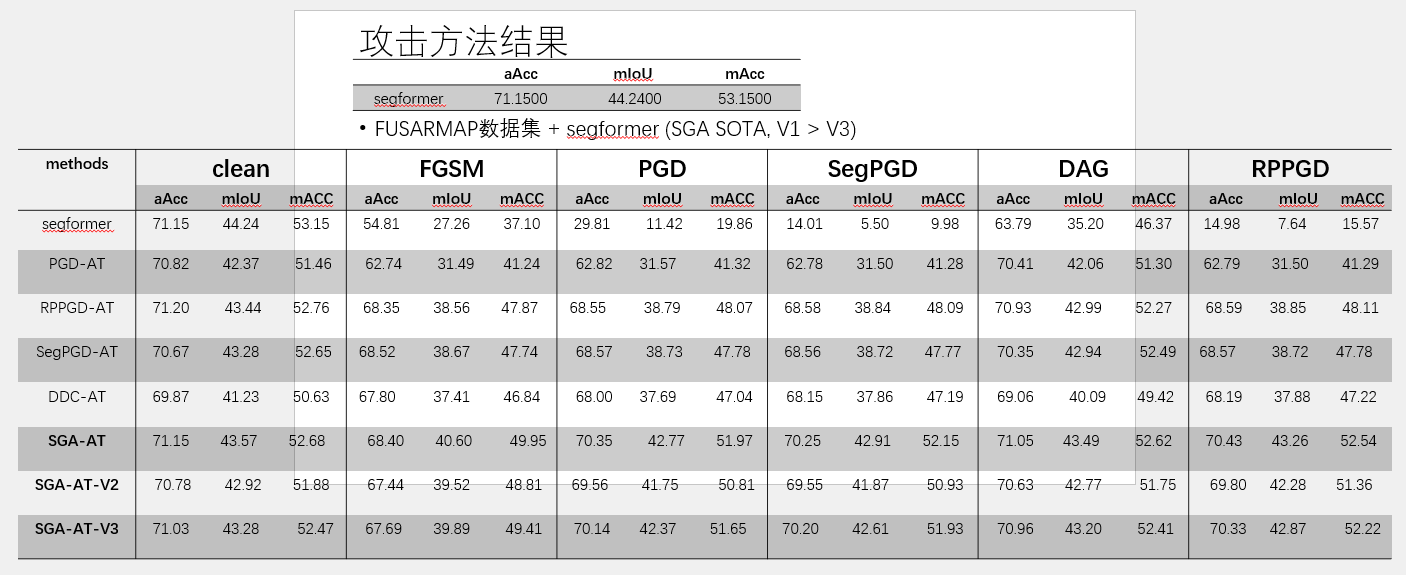 攻击方法结果
aAcc mIoU mAcc
segformer 71.1500 44.2400 53.1500
• FUSARMAP数据集 + segformer (SGA SOTA, V1 > V3)
methods clean FGSM PGD SegPGD DAG RPPGD
aAcc mIoU mACC aAcc mIoU mACC aAcc mIoU mACC aAcc mIoU mACC aAcc mIoU mACC aAcc mIoU mACC
segformer 71.15 44.24 53.15 54.81 27.26 37.10 29.81 11.42 19.86 14.01 5.50 9.98 63.79 35.20 46.37 14.98 7.64 15.57
PGD-AT 70.82 42.37 51.46 62.74 31.49 41.24 62.82 31.57 41.32 62.78 31.50 41.28 70.41 42.06 51.30 62.79 31.50 41.29
RPPGD-AT 71.20 43.44 52.76 68.35 38.56 47.87 68.55 38.79 48.07 68.58 38.84 48.09 70.93 42.99 52.27 68.59 38.85 48.11
SegPGD-AT 70.67 43.28 52.65 68.52 38.67 47.74 68.57 38.73 47.78 68.56 38.72 47.77 70.35 42.94 52.49 68.57 38.72 47.78
DDC-AT 69.87 41.23 50.63 67.80 37.41 46.84 68.00 37.69 47.04 68.15 37.86 47.19 69.06 40.09 49.42 68.19 37.88 47.22
SGA-AT 71.15 43.57 52.68 68.40 40.60 49.95 70.35 42.77 51.97 70.25 42.91 52.15 71.05 43.49 52.62 70.43 43.26 52.54
SGA-AT-V2 70.78 42.92 51.88 67.44 39.52 48.81 69.56 41.75 50.81 69.55 41.87 50.93 70.63 42.77 51.75 69.80 42.28 51.36
SGA-AT-V3 71.03 43.28 52.47 67.69 39.89 49.41 70.14 42.37 51.65 70.20 42.61 51.93 70.96 43.20 52.41 70.33 42.87 52.22